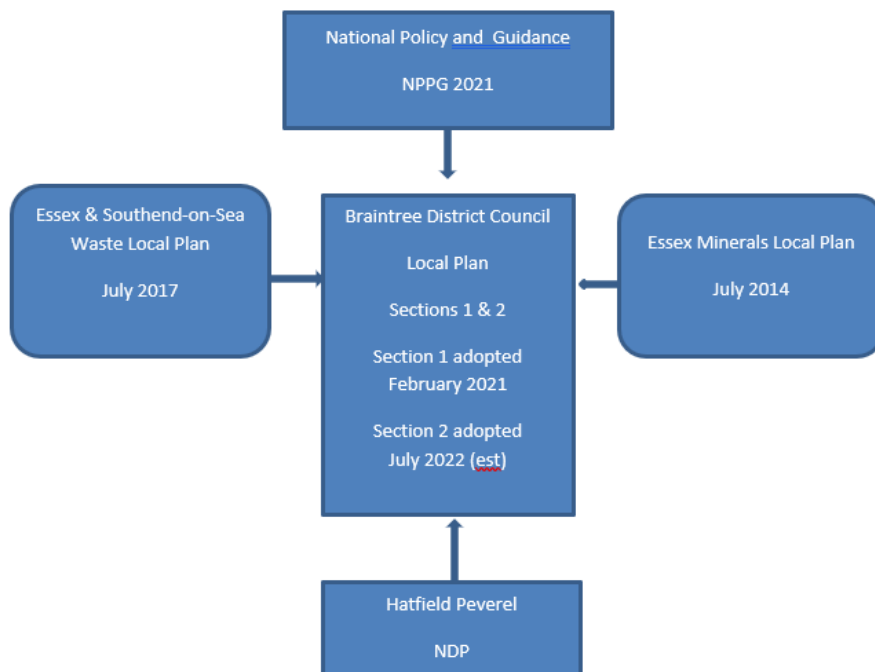 National Policy and Guidance
NPPG 2021
Essex & Southend-on-Sea
Waste Local Plan
July 2017
Braintree District Council
Local Plan
Sections 1 & 2
Section 1 adopted
February 2021
Section 2 adopted
July 2022 (est)
Essex Minerals Local Plan
July 2014
Hatfield Peverel
NDP